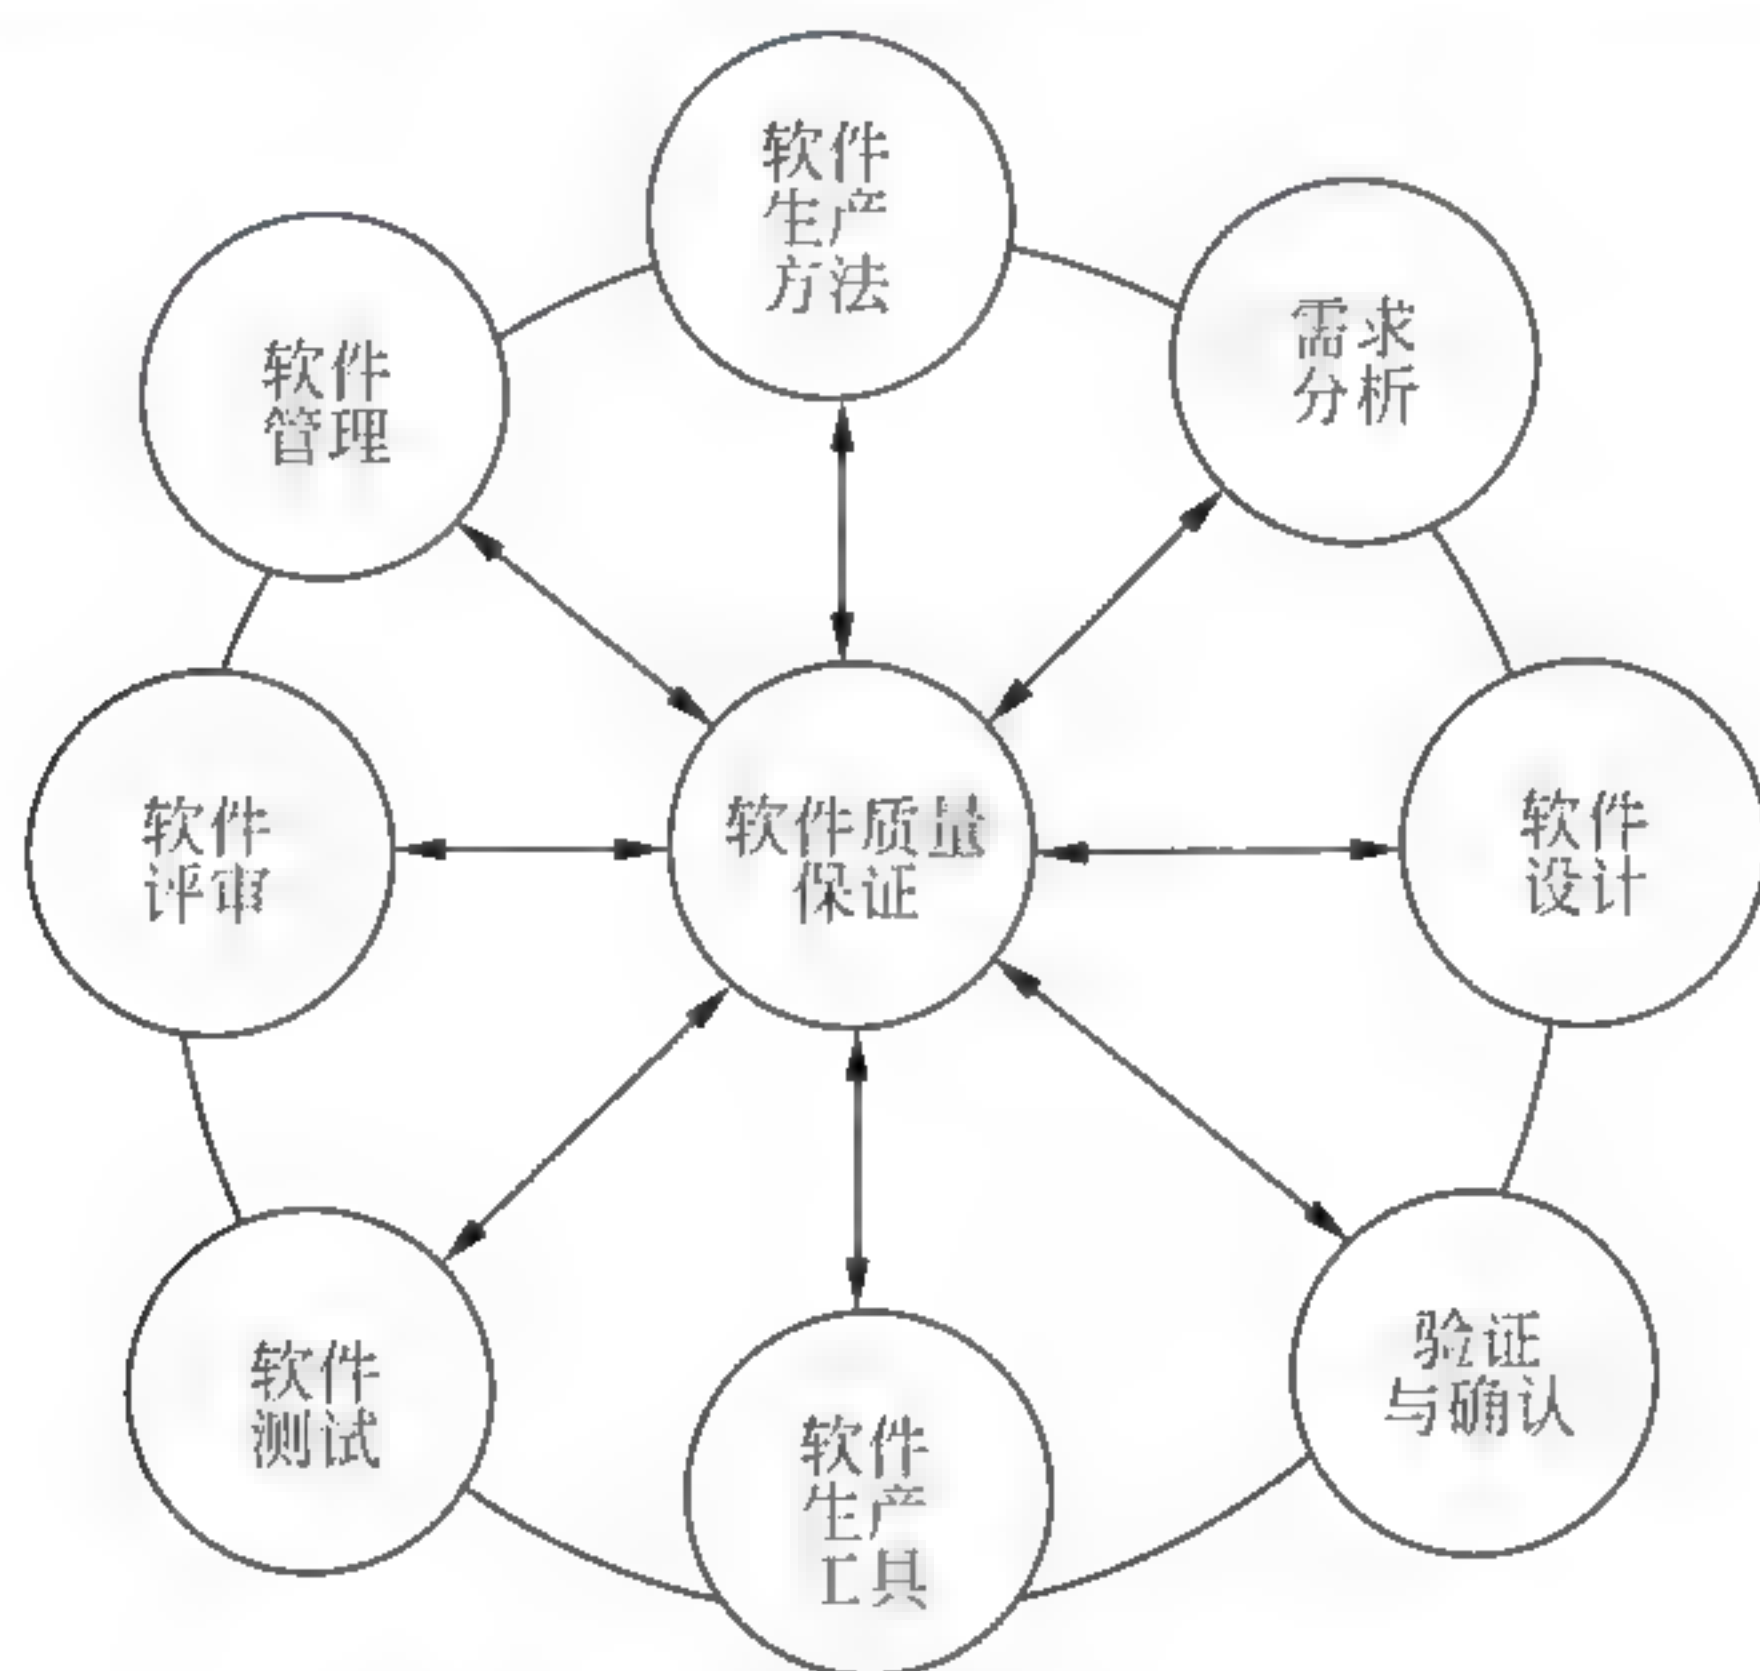 软件
生产
方法
需求
分析
软件
管理
软件质量
保证
软件
设计
软件
评审
验证
与确认
软件
测试
软件
生产
工具